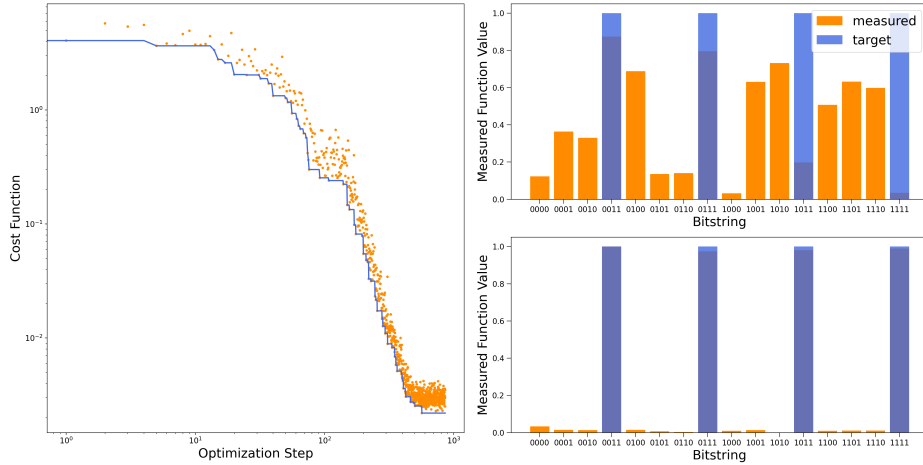 Cost Function
10⁰
10⁻¹
10⁻²
10⁰ 10¹ 10² 10³
Optimization Step
measured
target
Measured Function Value
1.0
0.8
0.6
0.4
0.2
0.0
0000 0001 0010 0011 0100 0101 0110 0111 1000 1001 1010 1011 1100 1101 1110 1111
Bitstring
Measured Function Value
1.0
0.8
0.6
0.4
0.2
0.0
0000 0001 0010 0011 0100 0101 0110 0111 1000 1001 1010 1011 1100 1101 1110 1111
Bitstring